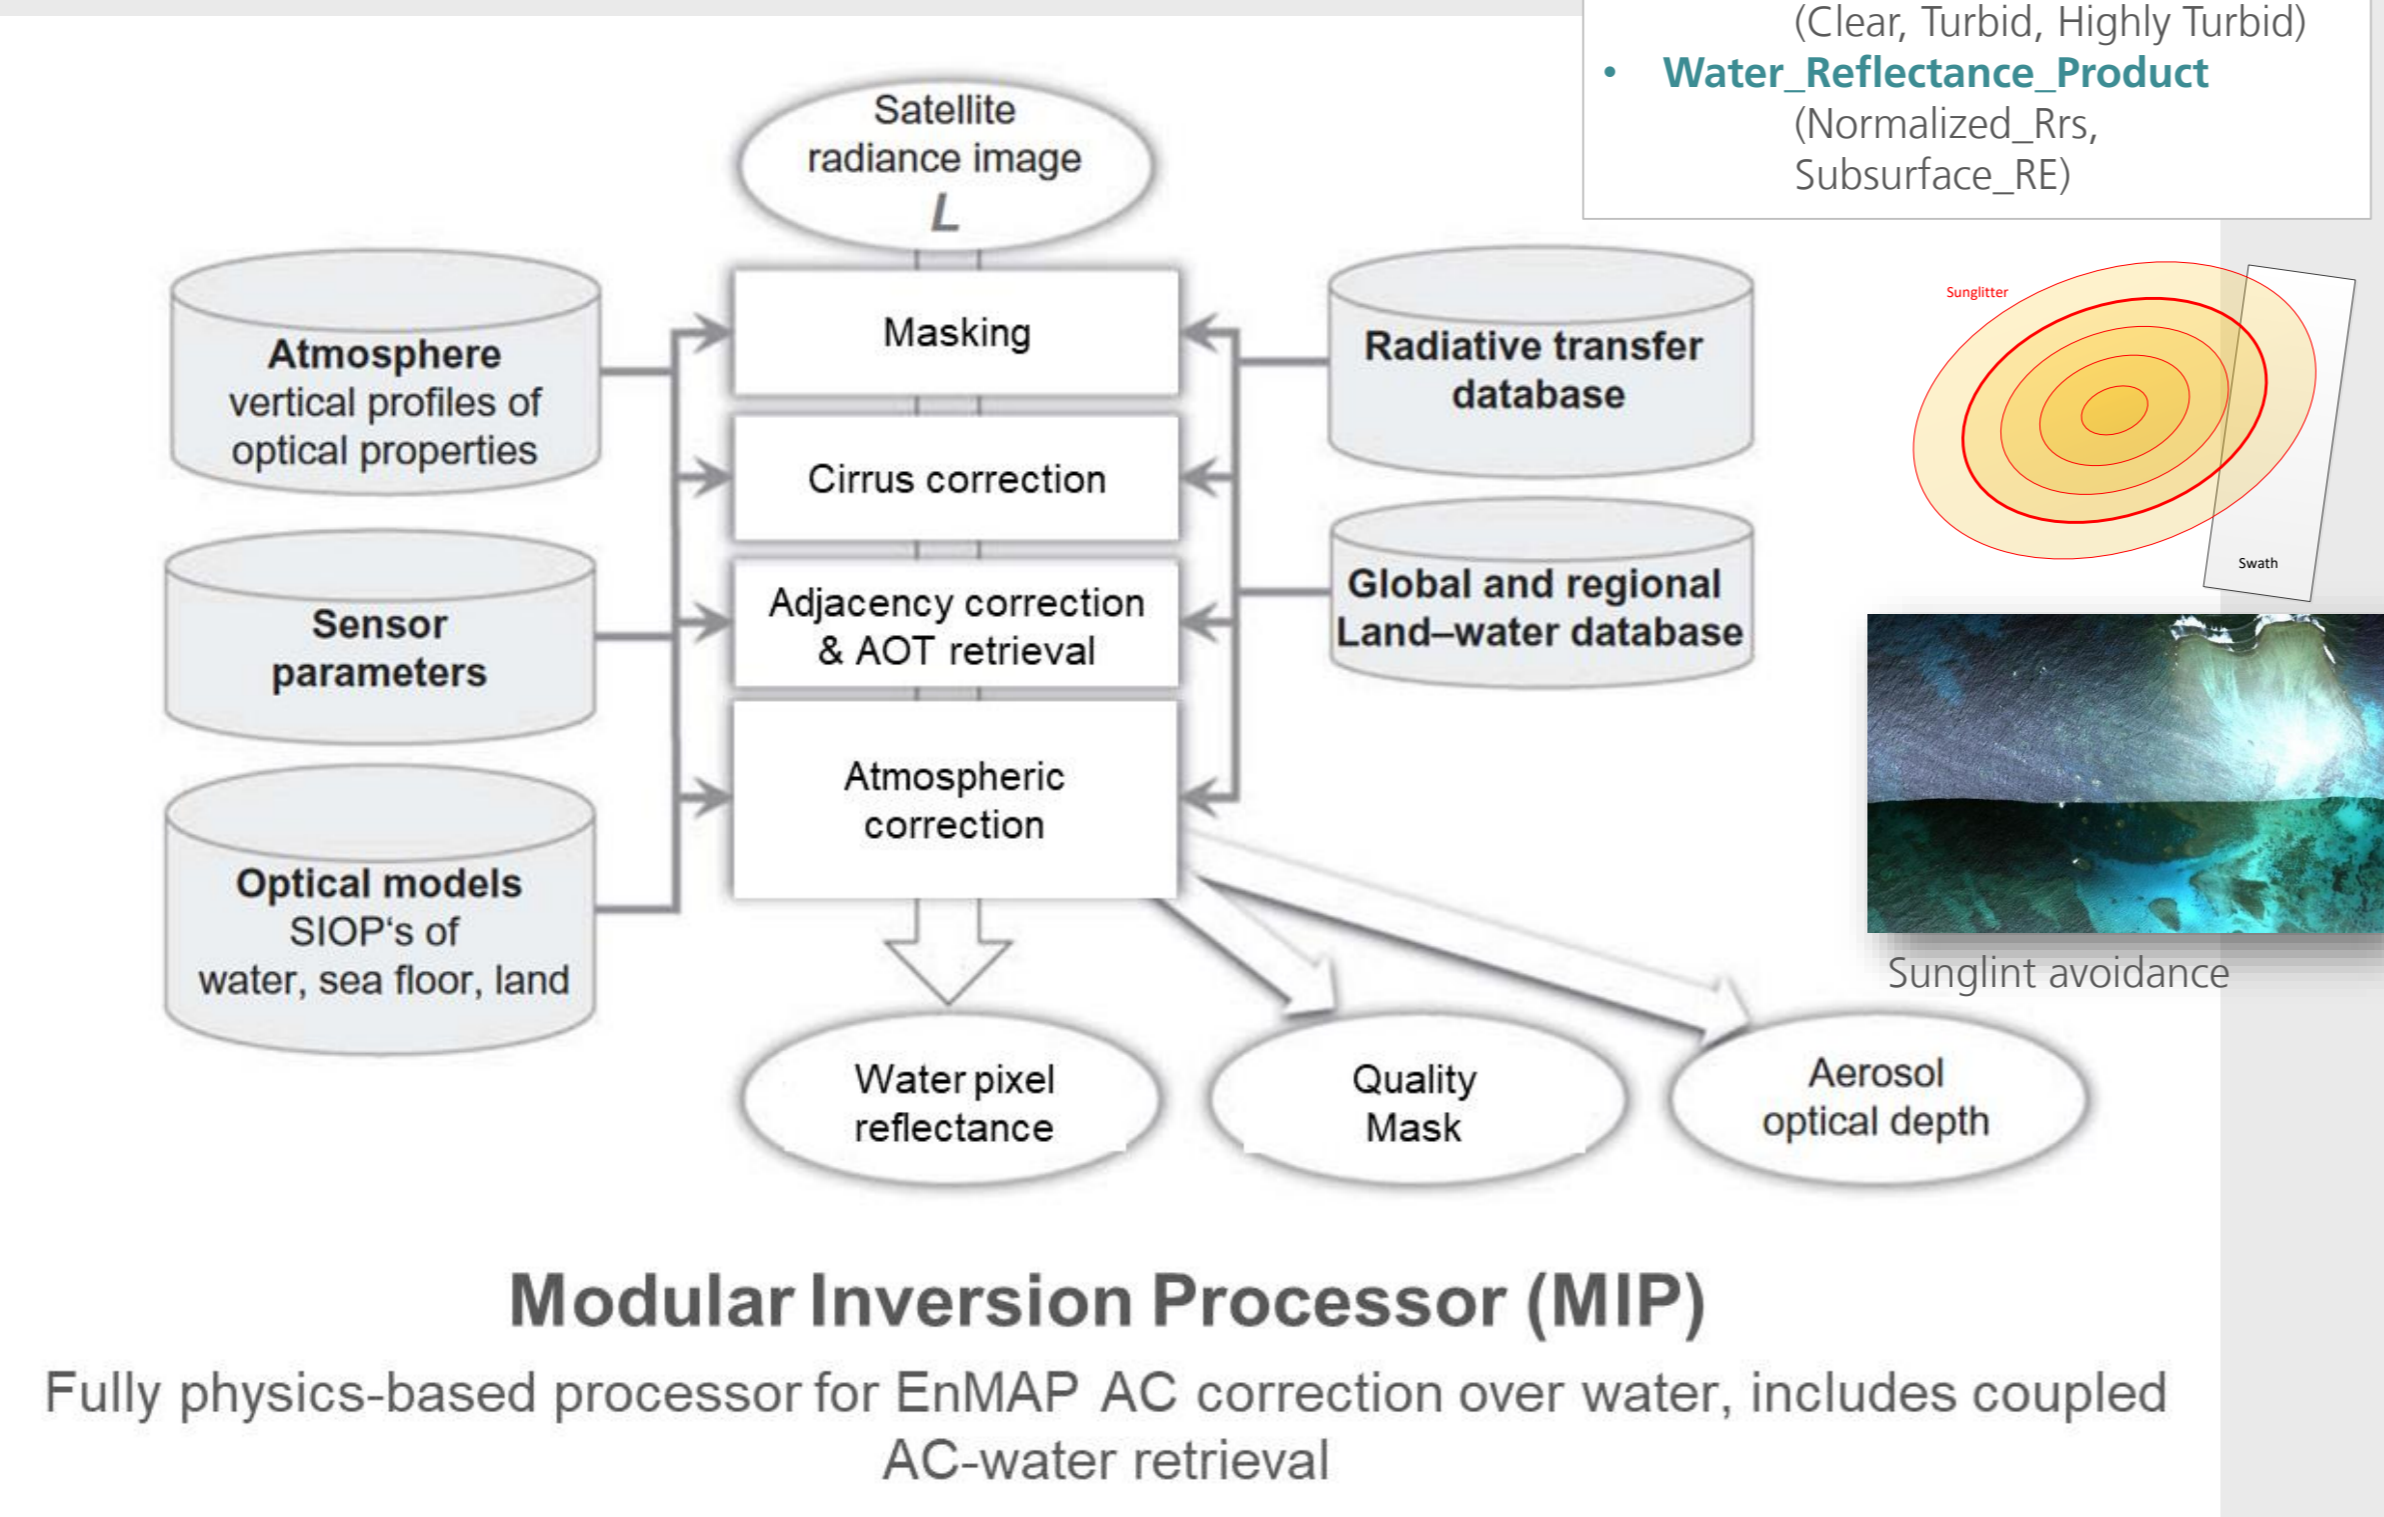 (Clear, Turbid, Highly Turbid)
• Water_Reflectance_Product
(Normalized_Rrs,
Subsurface_RE)
Satellite
radiance image
L
Atmosphere
vertical profiles of
optical properties
Sensor
parameters
Optical models
SIOP‘s of
water, sea floor, land
Masking
Cirrus correction
Adjacency correction
& AOT retrieval
Atmospheric
correction
Radiative transfer
database
Global and regional
Land–water database
Sunglitter
Swath
Sunglint avoidance
Water pixel
reflectance
Quality
Mask
Aerosol
optical depth
Modular Inversion Processor (MIP)
Fully physics-based processor for EnMAP AC correction over water, includes coupled
AC-water retrieval